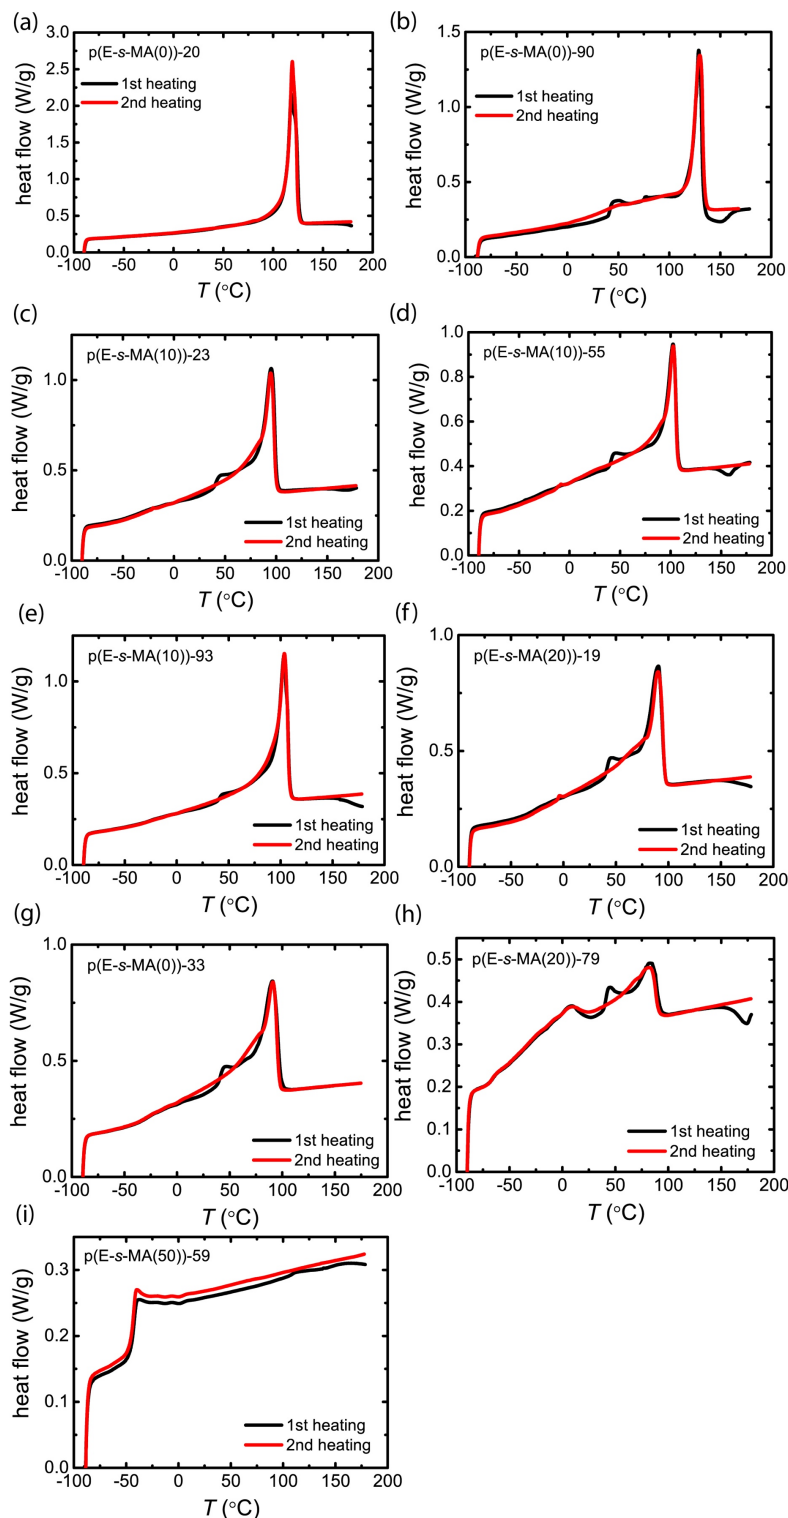 (a)
p(E-s-MA(0))-20
1st heating
2nd heating
heat flow (W/g)
3.0
2.5
2.0
1.5
1.0
0.5
0.0
-100 -50 0 50 100 150 200
T (°C)
(b)
p(E-s-MA(0))-90
1st heating
2nd heating
heat flow (W/g)
1.5
1.0
0.5
0.0
-100 -50 0 50 100 150 200
T (°C)
(c)
p(E-s-MA(10))-23
1st heating
2nd heating
heat flow (W/g)
1.0
0.5
0.0
-100 -50 0 50 100 150 200
T (°C)
(d)
p(E-s-MA(10))-55
1st heating
2nd heating
heat flow (W/g)
1.0
0.8
0.6
0.4
0.2
0.0
-100 -50 0 50 100 150 200
T (°C)
(e)
p(E-s-MA(10))-93
1st heating
2nd heating
heat flow (W/g)
1.0
0.5
0.0
-100 -50 0 50 100 150 200
T (°C)
(f)
p(E-s-MA(20))-19
1st heating
2nd heating
heat flow (W/g)
1.0
0.5
0.0
-100 -50 0 50 100 150 200
T (°C)
(g)
p(E-s-MA(0))-33
1st heating
2nd heating
heat flow (W/g)
1.0
0.5
0.0
-100 -50 0 50 100 150 200
T (°C)
(h)
p(E-s-MA(20))-79
1st heating
2nd heating
heat flow (W/g)
0.5
0.4
0.3
0.2
0.1
0.0
-100 -50 0 50 100 150 200
T (°C)
(i)
p(E-s-MA(50))-59
1st heating
2nd heating
heat flow (W/g)
0.3
0.2
0.1
0.0
-100 -50 0 50 100 150 200
T (°C)